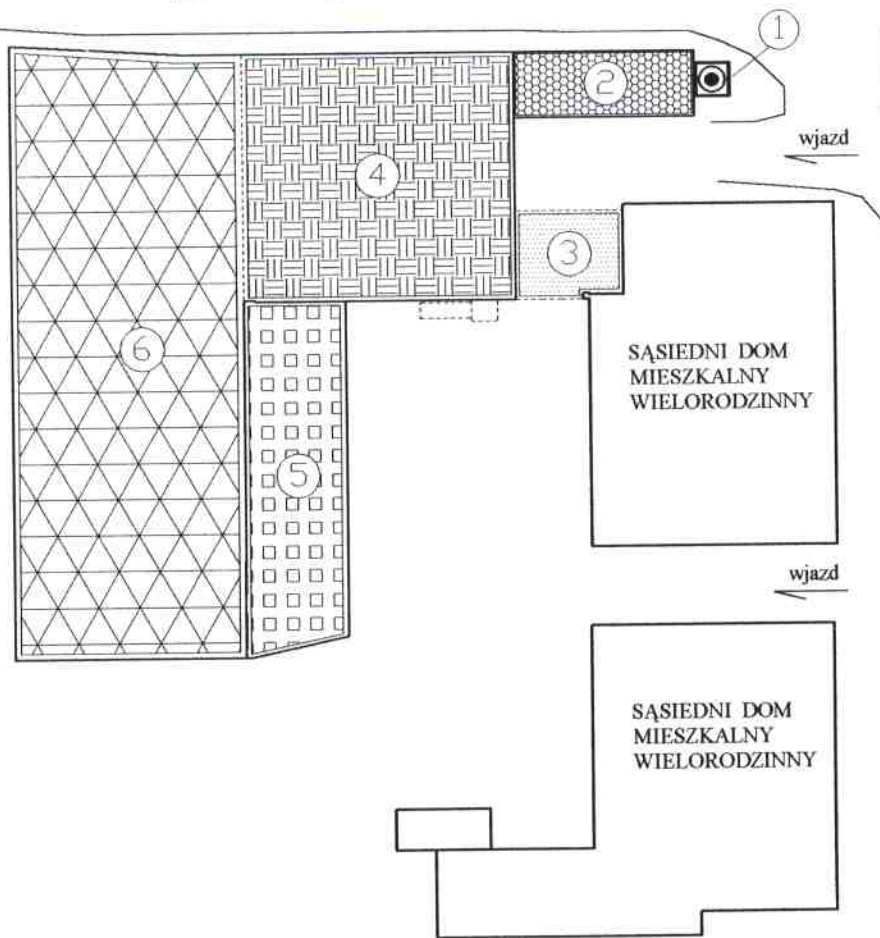 1
2
wjazd
4
3
6
SĄSIEDNI DOM
MIESZKALNY
WIELORODZINNY
5
wjazd
SĄSIEDNI DOM
MIESZKALNY
WIELORODZINNY